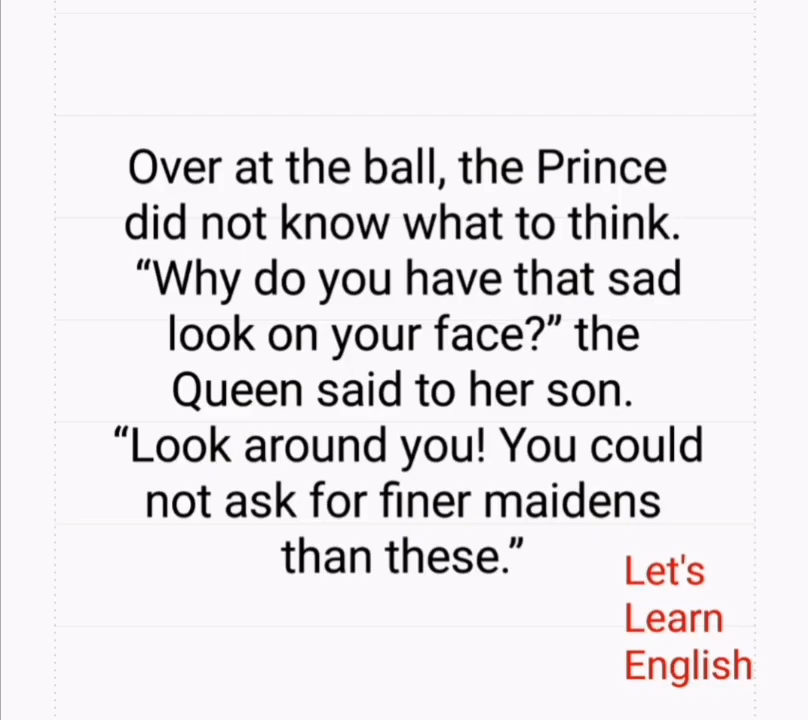 Over at the ball, the Prince
did not know what to think.
“Why do you have that sad
look on your face?” the
Queen said to her son.
“Look around you! You could
not ask for finer maidens
than these.”
Let's
Learn
English